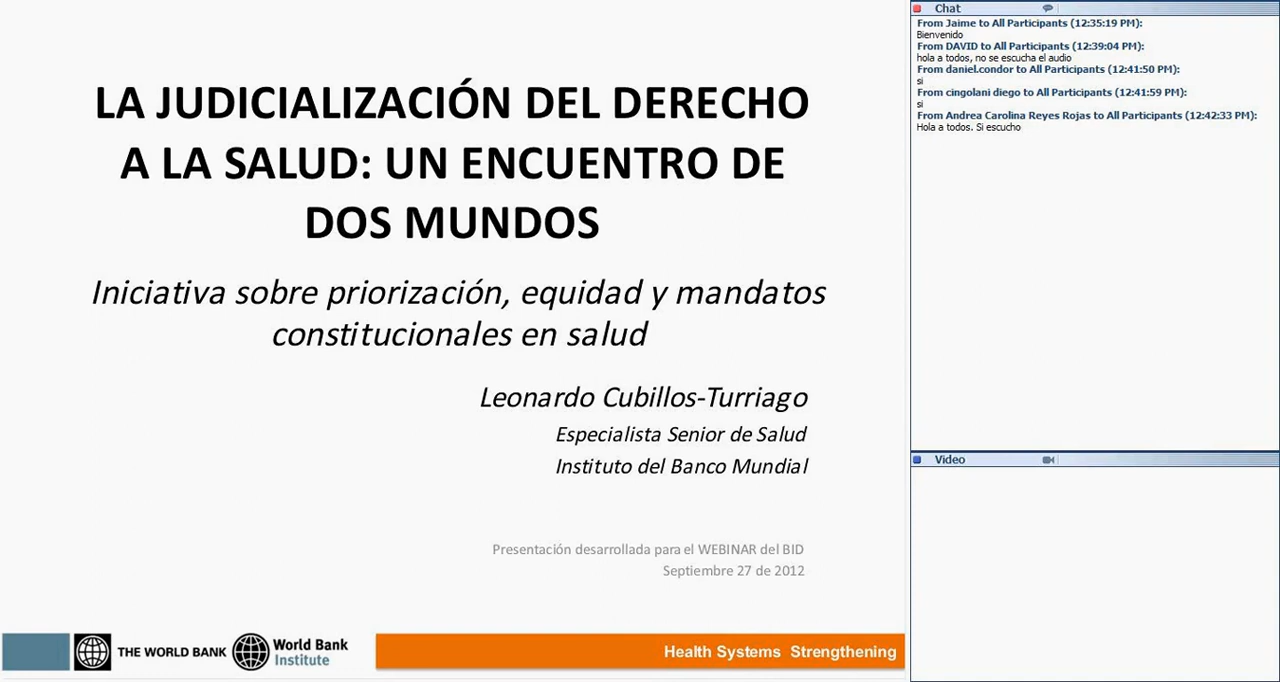 LA JUDICIALIZACIÓN DEL DERECHO
A LA SALUD: UN ENCUENTRO DE
DOS MUNDOS
Iniciativa sobre priorización, equidad y mandatos
constitucionales en salud
Leonardo Cubillos-Turriago
Especialista Senior de Salud
Instituto del Banco Mundial
Presentación desarrollada para el WEBINAR del BID
Septiembre 27 de 2012
THE WORLD BANK
World Bank
Institute
Health Systems Strengthening
Chat
From Jaime to All Participants (12:35:19 PM):
Bienvenido
From DAVID to All Participants (12:39:04 PM):
hola a todos, no se escucha el audio
From daniel.condor to All Participants (12:41:50 PM):
si
From cingolani diego to All Participants (12:41:59 PM):
si
From Andrea Carolina Reyes Rojas to All Participants (12:42:33 PM):
Hola a todos. Si escucho
Video